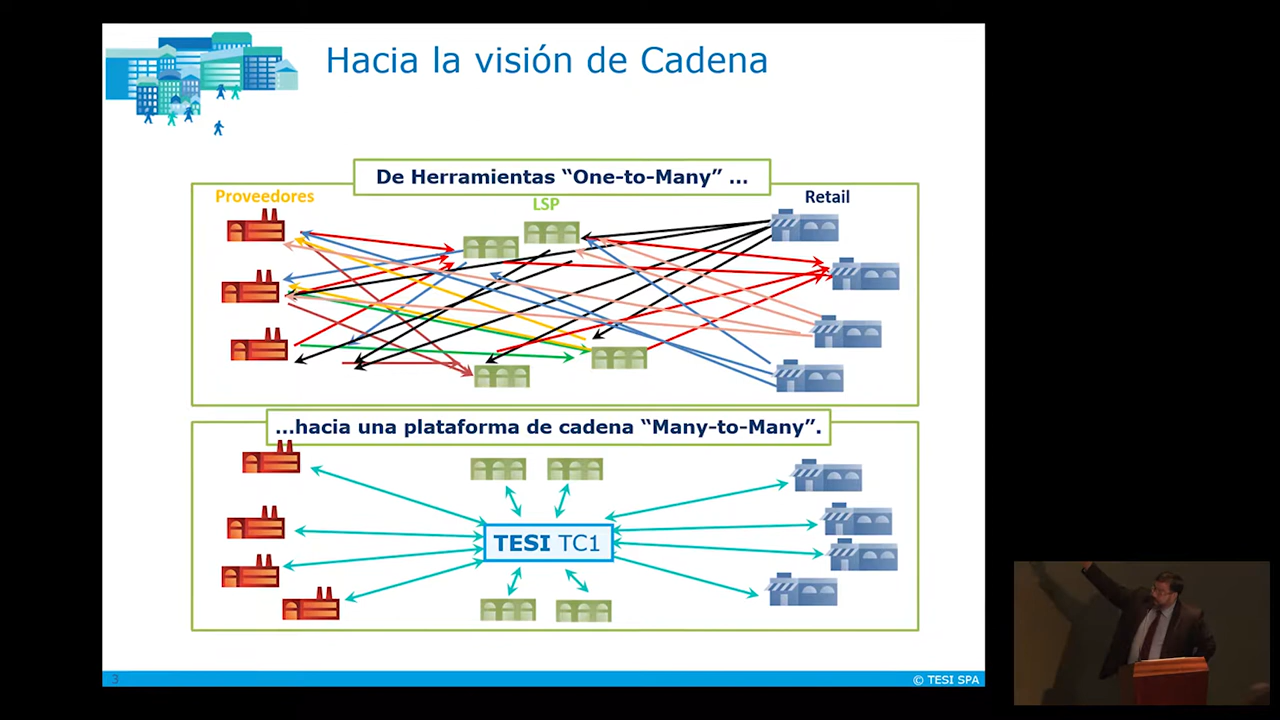 Hacia la visión de Cadena
De Herramientas “One-to-Many” ...
Proveedores
LSP
Retail
...hacia una plataforma de cadena “Many-to-Many”.
TESI TC1
3
© TESI SPA